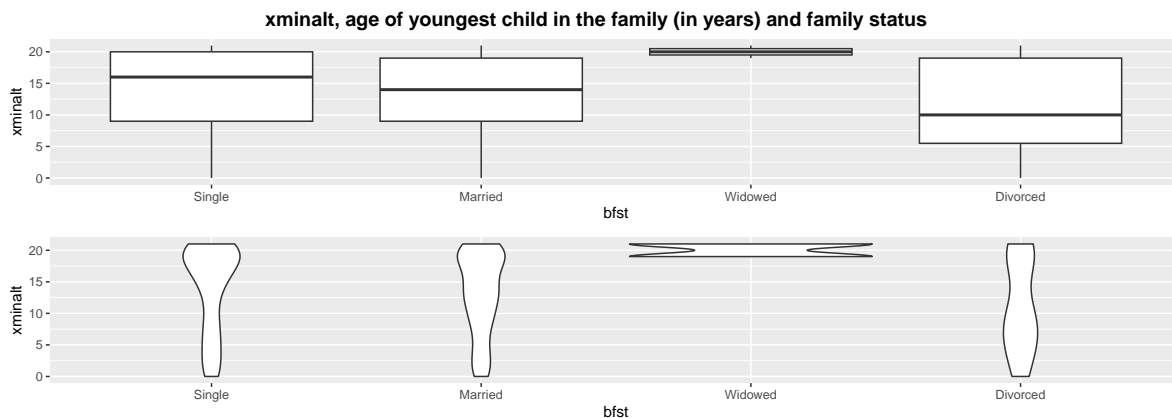 xminalt, age of youngest child in the family (in years) and family status
xminalt
20
15
10
5
0
Single Married Widowed Divorced
bfst
xminalt
20
15
10
5
0
Single Married Widowed Divorced
bfst